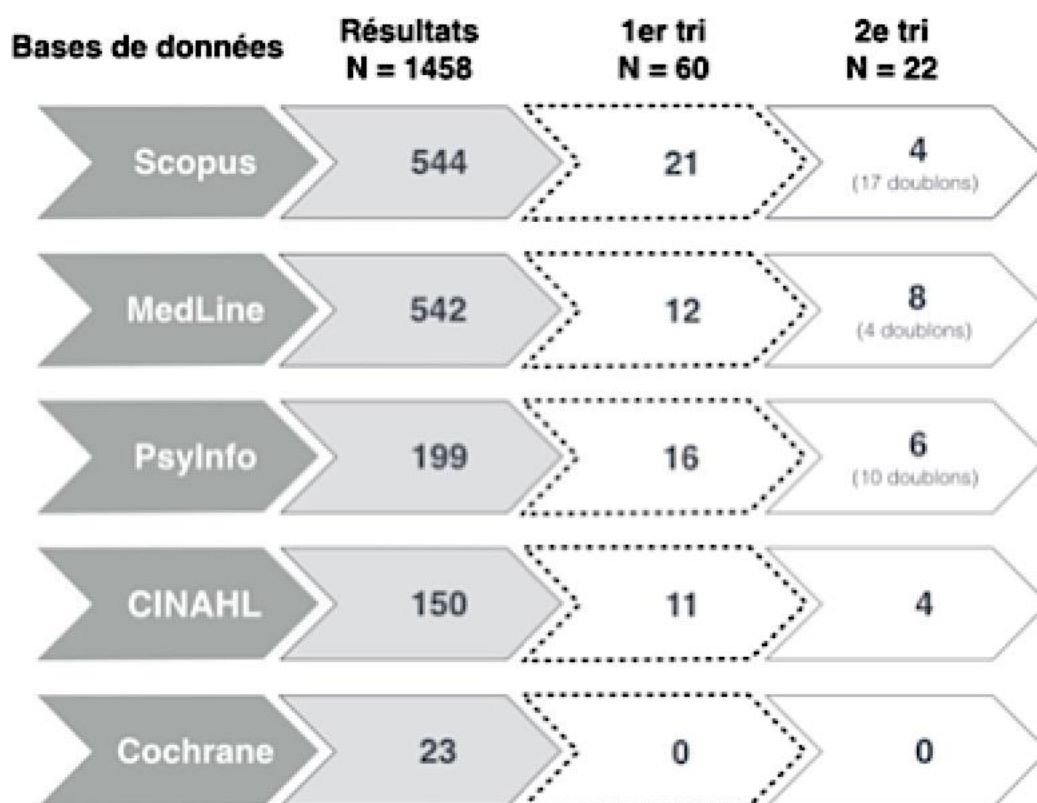 Bases de données
Résultats
N = 1458
1er tri
N = 60
2e tri
N = 22
Scopus
544
21
4
(17 doublons)
MedLine
542
12
8
(4 doublons)
PsyInfo
199
16
6
(10 doublons)
CINAHL
150
11
4
Cochrane
23
0
0